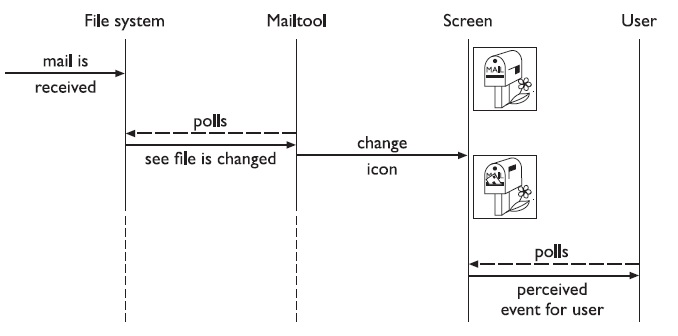 File system
Mailtool
Screen
User
mail is
received
MAIL
polls
see file is changed
change
icon
MAIL
polls
perceived
event for user